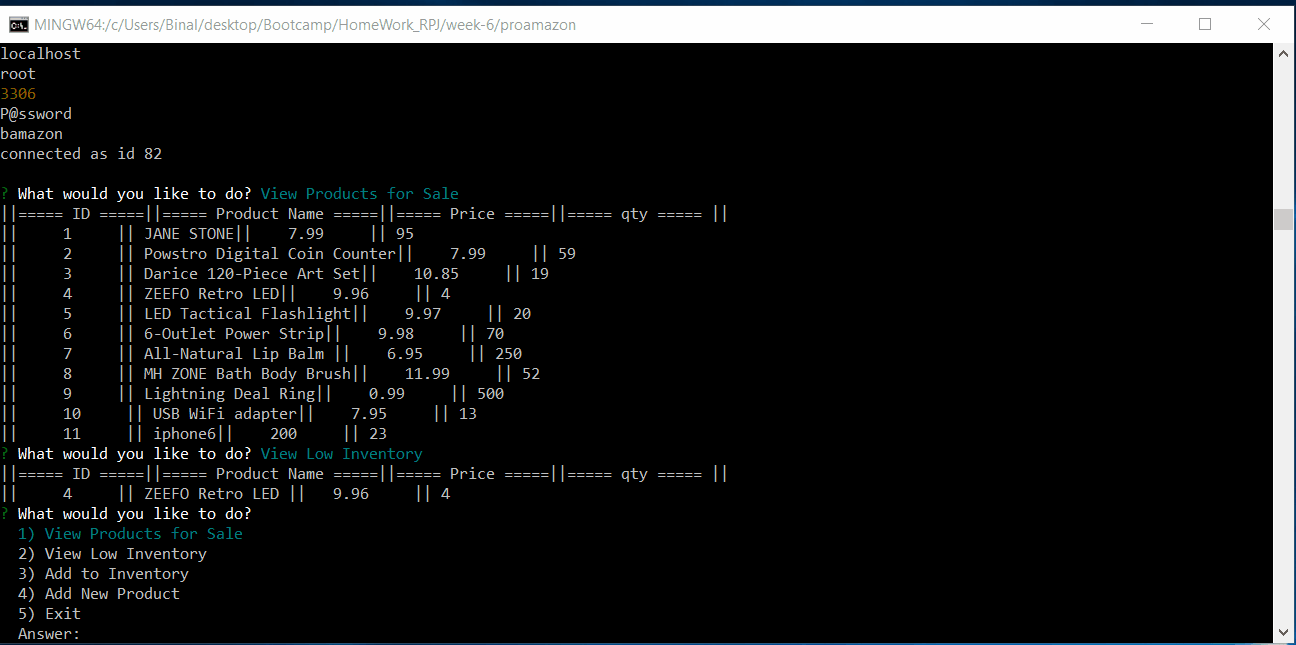 MINGW64:/c/Users/Binal/desktop/Bootcamp/HomeWork_RPJ/week-6/proamazon
localhost
root
3306
P@ssword
bamazon
connected as id 82
? What would you like to do? View Products for Sale
||===== ID =====||===== Product Name =====||===== Price =====||===== qty ===== ||
||     1     || JANE STONE||    7.99     || 95
||     2     || Powstro Digital Coin Counter||    7.99     || 59
||     3     || Darice 120-Piece Art Set||    10.85     || 19
||     4     || ZEEFO Retro LED||    9.96     || 4
||     5     || LED Tactical Flashlight||    9.97     || 20
||     6     || 6-Outlet Power Strip||    9.98     || 70
||     7     || All-Natural Lip Balm ||    6.95     || 250
||     8     || MH ZONE Bath Body Brush||    11.99     || 52
||     9     || Lightning Deal Ring||    0.99     || 500
||     10     || USB WiFi adapter||    7.95     || 13
||     11     || iphone6||    200     || 23
? What would you like to do? View Low Inventory
||===== ID =====||===== Product Name =====||===== Price =====||===== qty ===== ||
||     4     || ZEEFO Retro LED ||   9.96     || 4
? What would you like to do?
  1) View Products for Sale
  2) View Low Inventory
  3) Add to Inventory
  4) Add New Product
  5) Exit
  Answer: